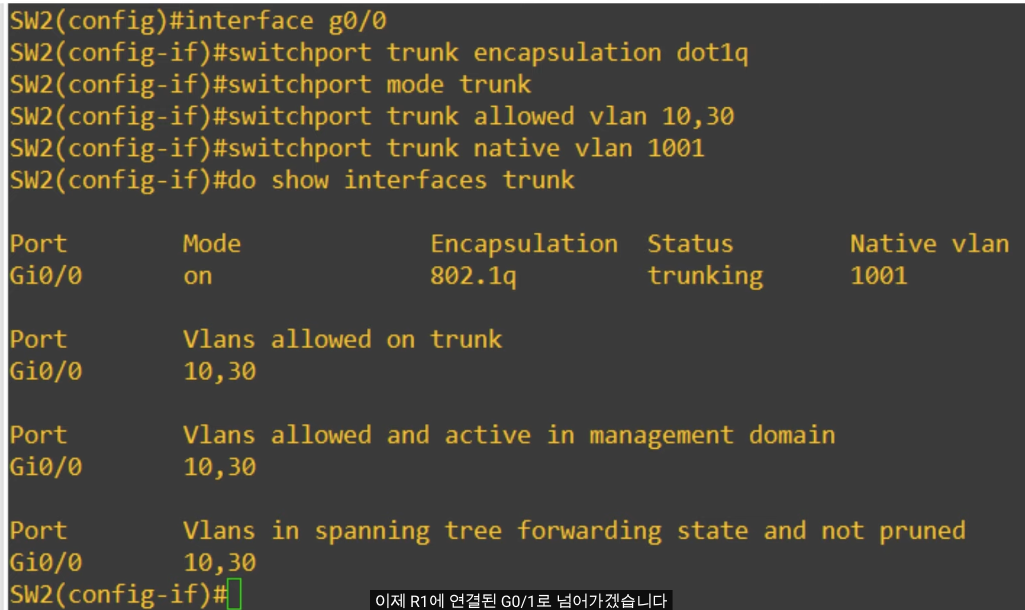 SW2(config)#interface g0/0
SW2(config-if)#switchport trunk encapsulation dot1q
SW2(config-if)#switchport mode trunk
SW2(config-if)#switchport trunk allowed vlan 10,30
SW2(config-if)#switchport trunk native vlan 1001
SW2(config-if)#do show interfaces trunk
Port Mode Encapsulation Status Native vlan
Gi0/0 on 802.1q trunking 1001
Port Vlans allowed on trunk
Gi0/0 10,30
Port Vlans allowed and active in management domain
Gi0/0 10,30
Port Vlans in spanning tree forwarding state and not pruned
Gi0/0 10,30
SW2(config-if)#
이제 R1에 연결된 G0/1로 넘어가겠습니다